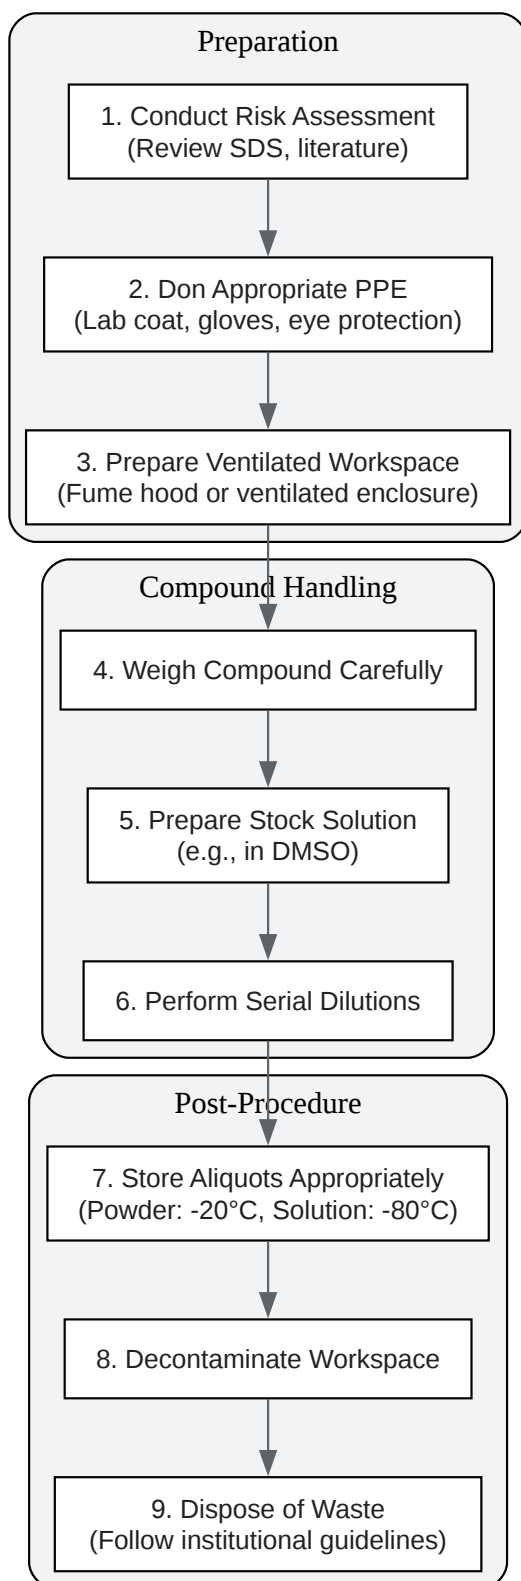 Preparation
1. Conduct Risk Assessment
(Review SDS, literature)
2. Don Appropriate PPE
(Lab coat, gloves, eye protection)
3. Prepare Ventilated Workspace
(Fume hood or ventilated enclosure)
Compound Handling
4. Weigh Compound Carefully
5. Prepare Stock Solution
(e.g., in DMSO)
6. Perform Serial Dilutions
Post-Procedure
7. Store Aliquots Appropriately
(Powder: -20°C, Solution: -80°C)
8. Decontaminate Workspace
9. Dispose of Waste
(Follow institutional guidelines)